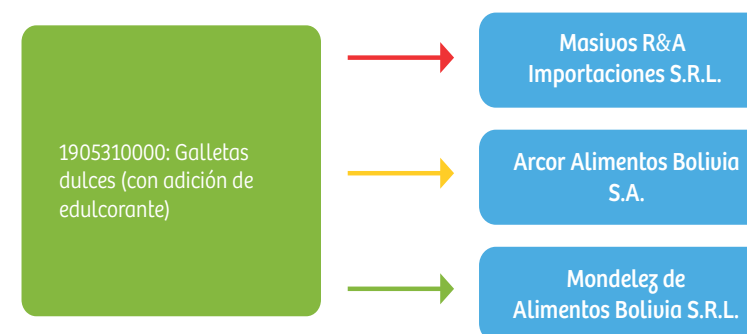 1905310000: Galletas
dulces (con adición de
edulcorante)
Masivos R&A
Importaciones S.R.L.
Arcor Alimentos Bolivia
S.A.
Mondelez de
Alimentos Bolivia S.R.L.